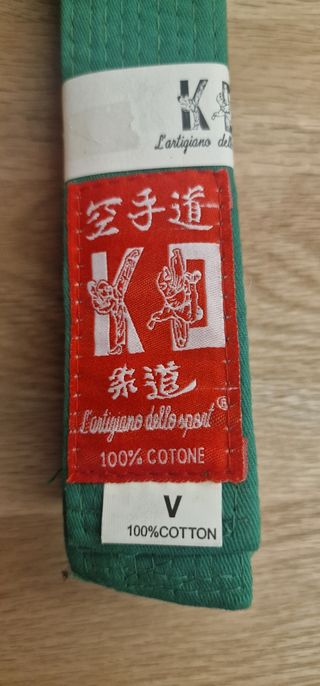 K
L'artigiano dello
空手道
K D
柔道
L'artigiano dello sport ®
100% COTONE
V
100%COTTON